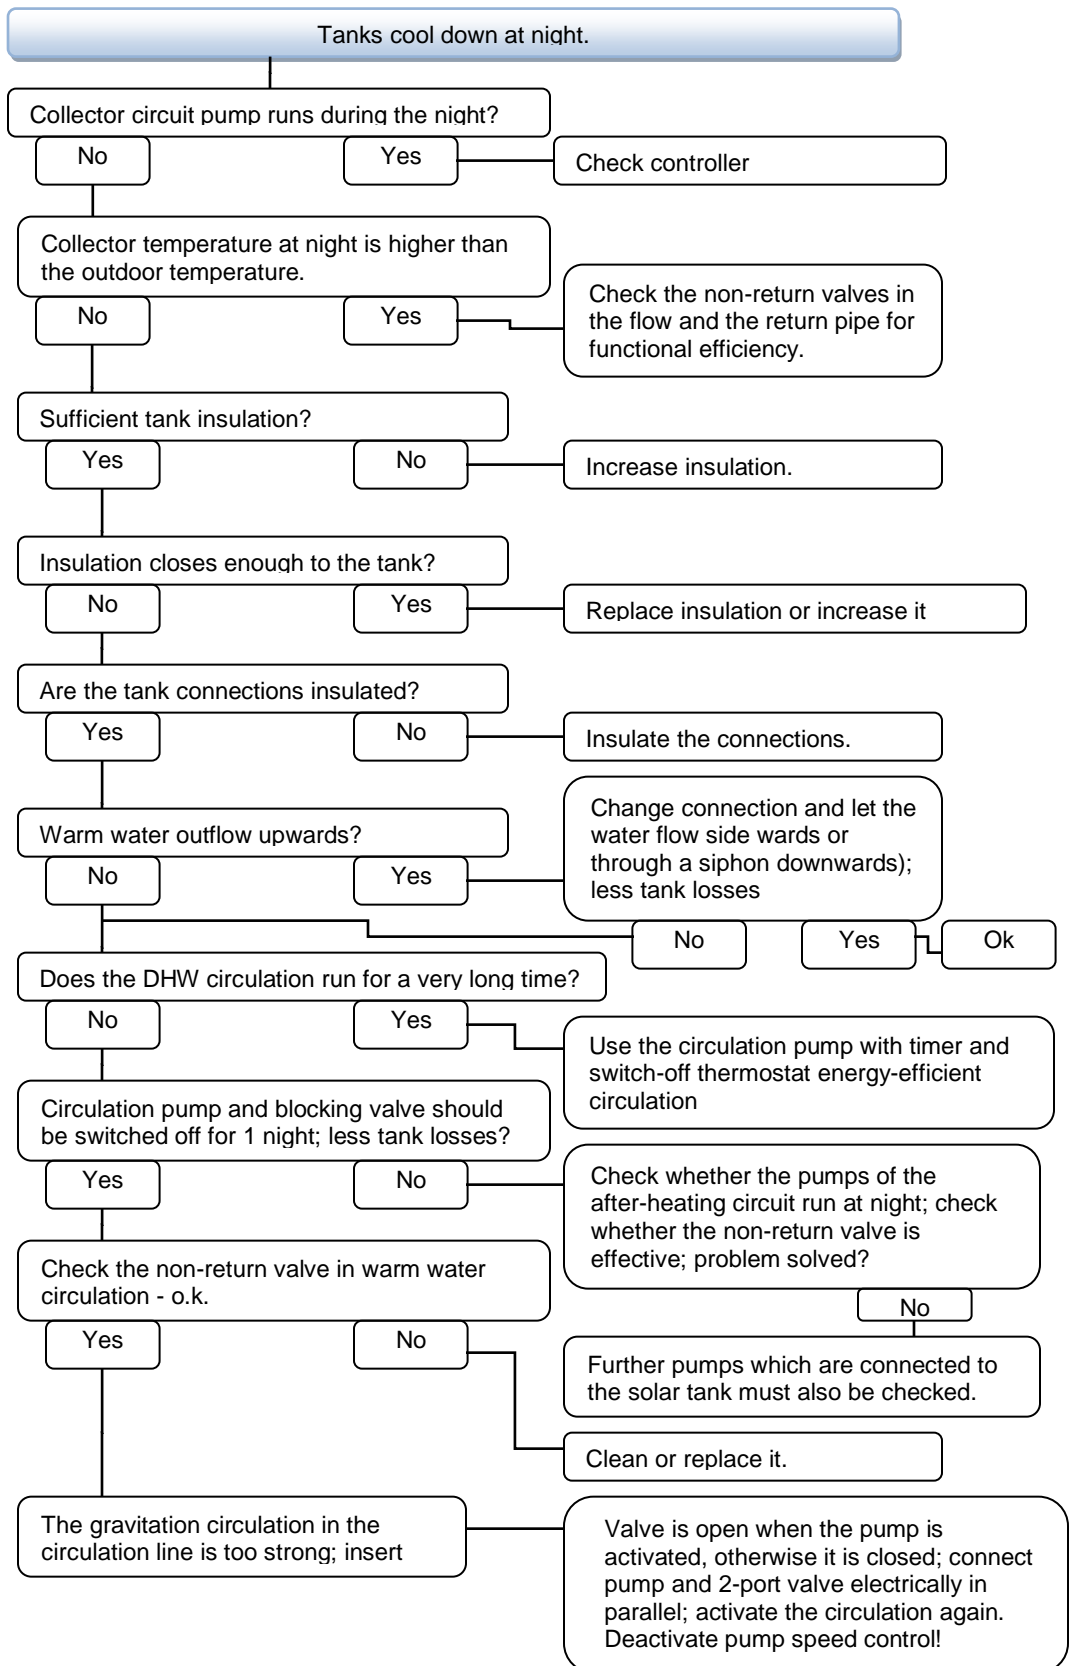 Tanks cool down at night.
Collector circuit pump runs during the night?
No
Yes
Check controller
Collector temperature at night is higher than
the outdoor temperature.
No
Yes
Check the non-return valves in
the flow and the return pipe for
functional efficiency.
Sufficient tank insulation?
Yes
No
Increase insulation.
Insulation closes enough to the tank?
No
Yes
Replace insulation or increase it
Are the tank connections insulated?
Yes
No
Insulate the connections.
Warm water outflow upwards?
No
Yes
Change connection and let the
water flow side wards or
through a siphon downwards);
less tank losses
No
Yes
Ok
Does the DHW circulation run for a very long time?
No
Yes
Use the circulation pump with timer and
switch-off thermostat energy-efficient
circulation
Circulation pump and blocking valve should
be switched off for 1 night; less tank losses?
Yes
No
Check whether the pumps of the
after-heating circuit run at night; check
whether the non-return valve is
effective; problem solved?
No
Further pumps which are connected to
the solar tank must also be checked.
Check the non-return valve in warm water
circulation - o.k.
Yes
No
Clean or replace it.
The gravitation circulation in the
circulation line is too strong; insert
Valve is open when the pump is
activated, otherwise it is closed; connect
pump and 2-port valve electrically in
parallel; activate the circulation again.
Deactivate pump speed control!